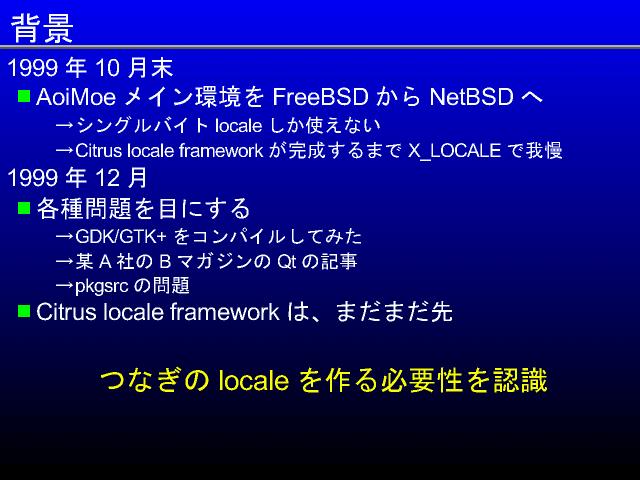 背景
1999 年 10 月末
AoiMoe メイン環境を FreeBSD から NetBSD へ
→シングルバイト locale しか使えない
→Citrus locale framework が完成するまで X_LOCALE で我慢
1999 年 12 月
各種問題を目にする
→GDK/GTK+ をコンパイルしてみた
→某 A 社の B マガジンの Qt の記事
→pkgsrc の問題
Citrus locale framework は、まだまだ先
つなぎの locale を作る必要性を認識